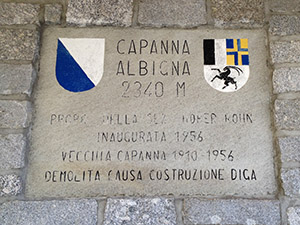 CAPANNA
ALBIGNA
2340 M
PROPR. DELLA SEZ. HOHER ROHN
INAUGURATA 1956
VECCHIA CAPANNA 1910-1956
DEMOLITA CAUSA COSTRUZIONE DIGA